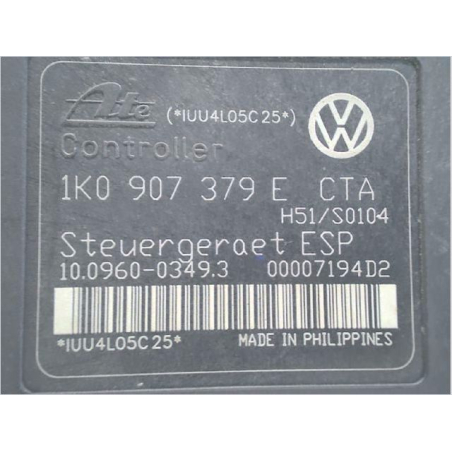 Ate (*IUU4L05C25*)
VW
Controller
1K0 907 379 E CTA
H51/S0104
Steuergeraet ESP
10.0960-0349.3 00007194D2
*IUU4L05C25* MADE IN PHILIPPINES